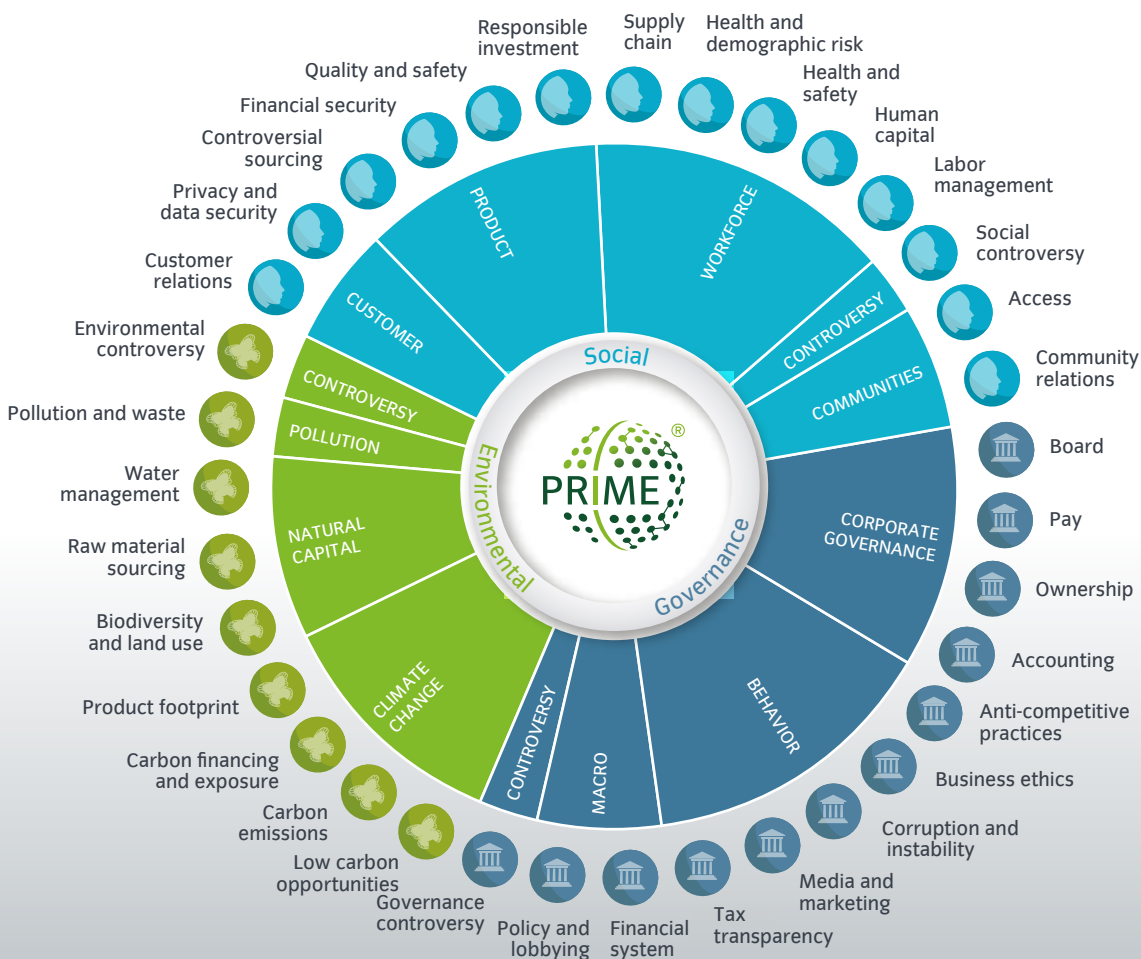 Responsible
investment
Supply
chain
Health and
demographic risk
Health and
safety
Human
capital
Labor
management
Social
controversy
Access
Community
relations
Board
Pay
Ownership
Accounting
Anti-competitive
practices
Business ethics
Corruption and
instability
Media and
marketing
Tax
transparency
Financial
system
Policy and
lobbying
Governance
controversy
Low carbon
opportunities
Carbon
emissions
Carbon financing
and exposure
Product footprint
Biodiversity
and land use
Raw material
sourcing
Water
management
Pollution and waste
Environmental
controversy
Customer
relations
Privacy and
data security
Controversial
sourcing
Financial security
Quality and safety
PRODUCT
WORKFORCE
CONTROVERSY
COMMUNITIES
CORPORATE
GOVERNANCE
BEHAVIOR
MACRO
CONTROVERSY
CLIMATE
CHANGE
NATURAL
CAPITAL
POLLUTION
CONTROVERSY
CUSTOMER
Social
Governance
Environmental
PRIME®